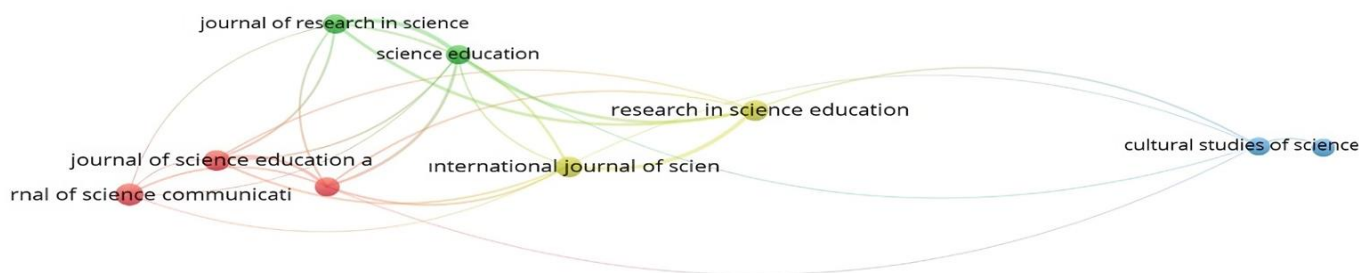 journal of research in science
science education
research in science education
cultural studies of science
journal of science education a
ınternational journal of scien
rnal of science communicati